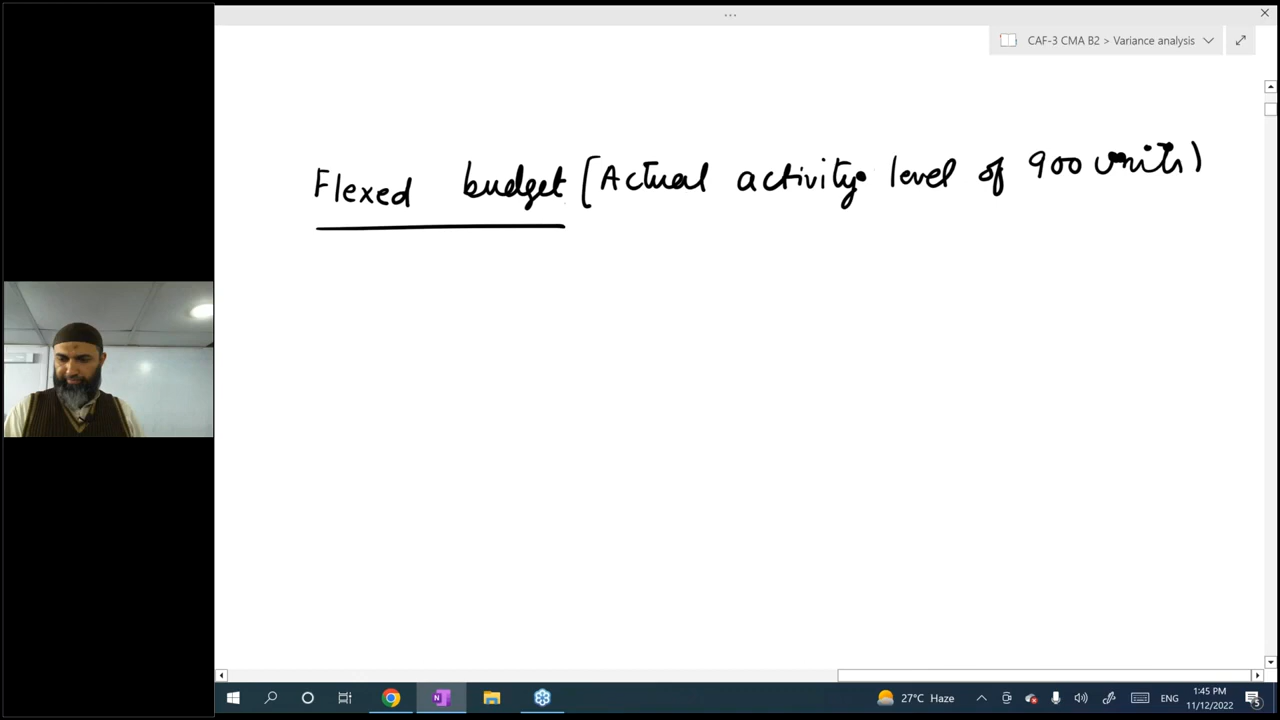 ...
CAF-3 CMA B2 > Variance analysis
Flexed budget [Actual activity level of 900 units)
27°C Haze
ENG
1:45 PM
11/12/2022
5